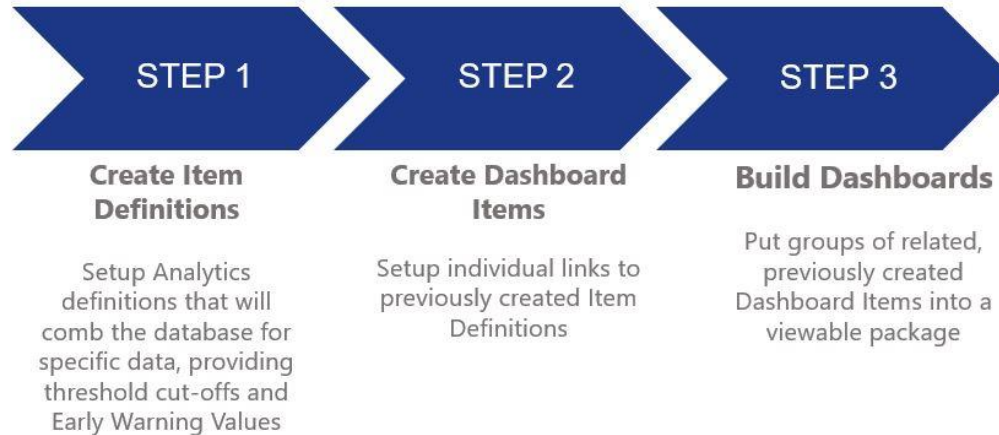 STEP 1
Create Item
Definitions
Setup Analytics
definitions that will
comb the database for
specific data, providing
threshold cut-offs and
Early Warning Values
STEP 2
Create Dashboard
Items
Setup individual links to
previously created Item
Definitions
STEP 3
Build Dashboards
Put groups of related,
previously created
Dashboard Items into a
viewable package